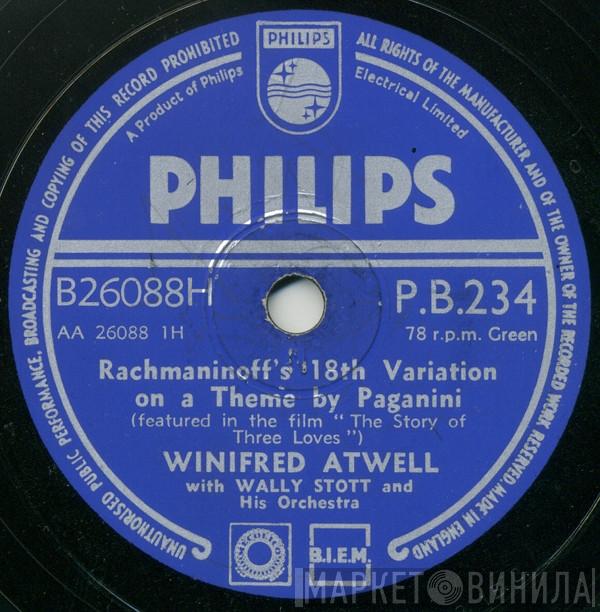 UNAUTHORISED PUBLIC PERFORMANCE, BROADCASTING AND COPYING OF THIS RECORD PROHIBITED
ALL RIGHTS OF THE MANUFACTURER AND OF THE OWNER OF THE RECORDED WORK RESERVED. MADE IN ENGLAND
A Product of Philips
Electrical Limited
PHILIPS
PHILIPS
B26088H
P.B.234
AA 26088 1H
78 r.p.m. Green
Rachmaninoff's 18th Variation
on a Theme by Paganini
(featured in the film "The Story of
Three Loves")
WINIFRED ATWELL
with WALLY STOTT and
His Orchestra
B.I.E.M.
МАРКЕТ ВИНИЛА